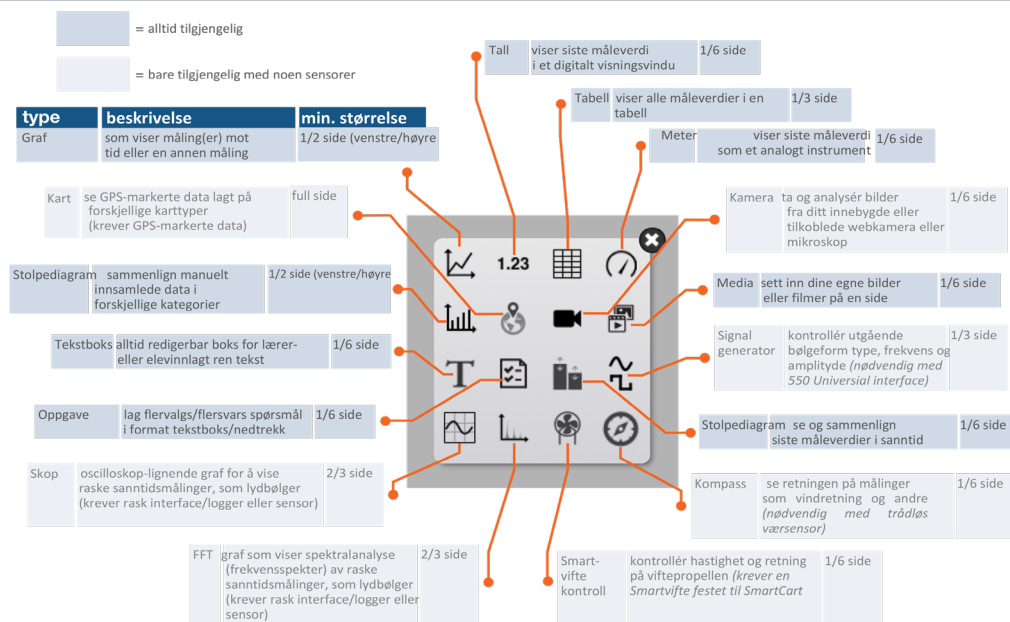 = alltid tilgjengelig
= bare tilgjengelig med noen sensorer
type beskrivelse min. størrelse
Graf som viser måling(er) mot 1/2 side (venstre/høyre
tid eller en annen måling
Kart se GPS-markerte data lagt på full side
forskjellige karttyper
(krever GPS-markerte data)
Stolpediagram sammenlign manuelt 1/2 side (venstre/høyre
innsamlede data i
forskjellige kategorier
Tekstboks alltid redigerbar boks for lærer- 1/6 side
eller elevinnlagt ren tekst
Oppgave lag flervalgs/flersvars spørsmål 1/6 side
i format tekstboks/nedtrekk
Skop oscilloskop-lignende graf for å vise 2/3 side
raske sanntidsmålinger, som lydbølger
(krever rask interface/logger eller sensor)
FFT graf som viser spektralanalyse 2/3 side
(frekvensspekter) av raske
sanntidsmålinger, som lydbølger
(krever rask interface/logger eller
sensor)
Tall viser siste måleverdi 1/6 side
i et digitalt visningsvindu
Tabell viser alle måleverdier i en 1/3 side
tabell
Meter viser siste måleverdi 1/6 side
som et analogt instrument
Kamera ta og analysér bilder 1/6 side
fra ditt innebygde eller
tilkoblede webkamera eller
mikroskop
1.23
T
Media sett inn dine egne bilder 1/6 side
eller filmer på en side
Signal kontrollér utgående 1/3 side
generator bølgeform type, frekvens og
amplityde (nødvendig med
550 Universial interface)
Stolpediagram se og sammenlign 1/6 side
siste måleverdier i sanntid
Kompass se retningen på målinger 1/6 side
som vindretning og andre
(nødvendig med trådløs
værsensor)
Smart- kontrollér hastighet og retning 1/6 side
vifte på viftepropellen (krever en
kontroll Smartvifte festet til SmartCart